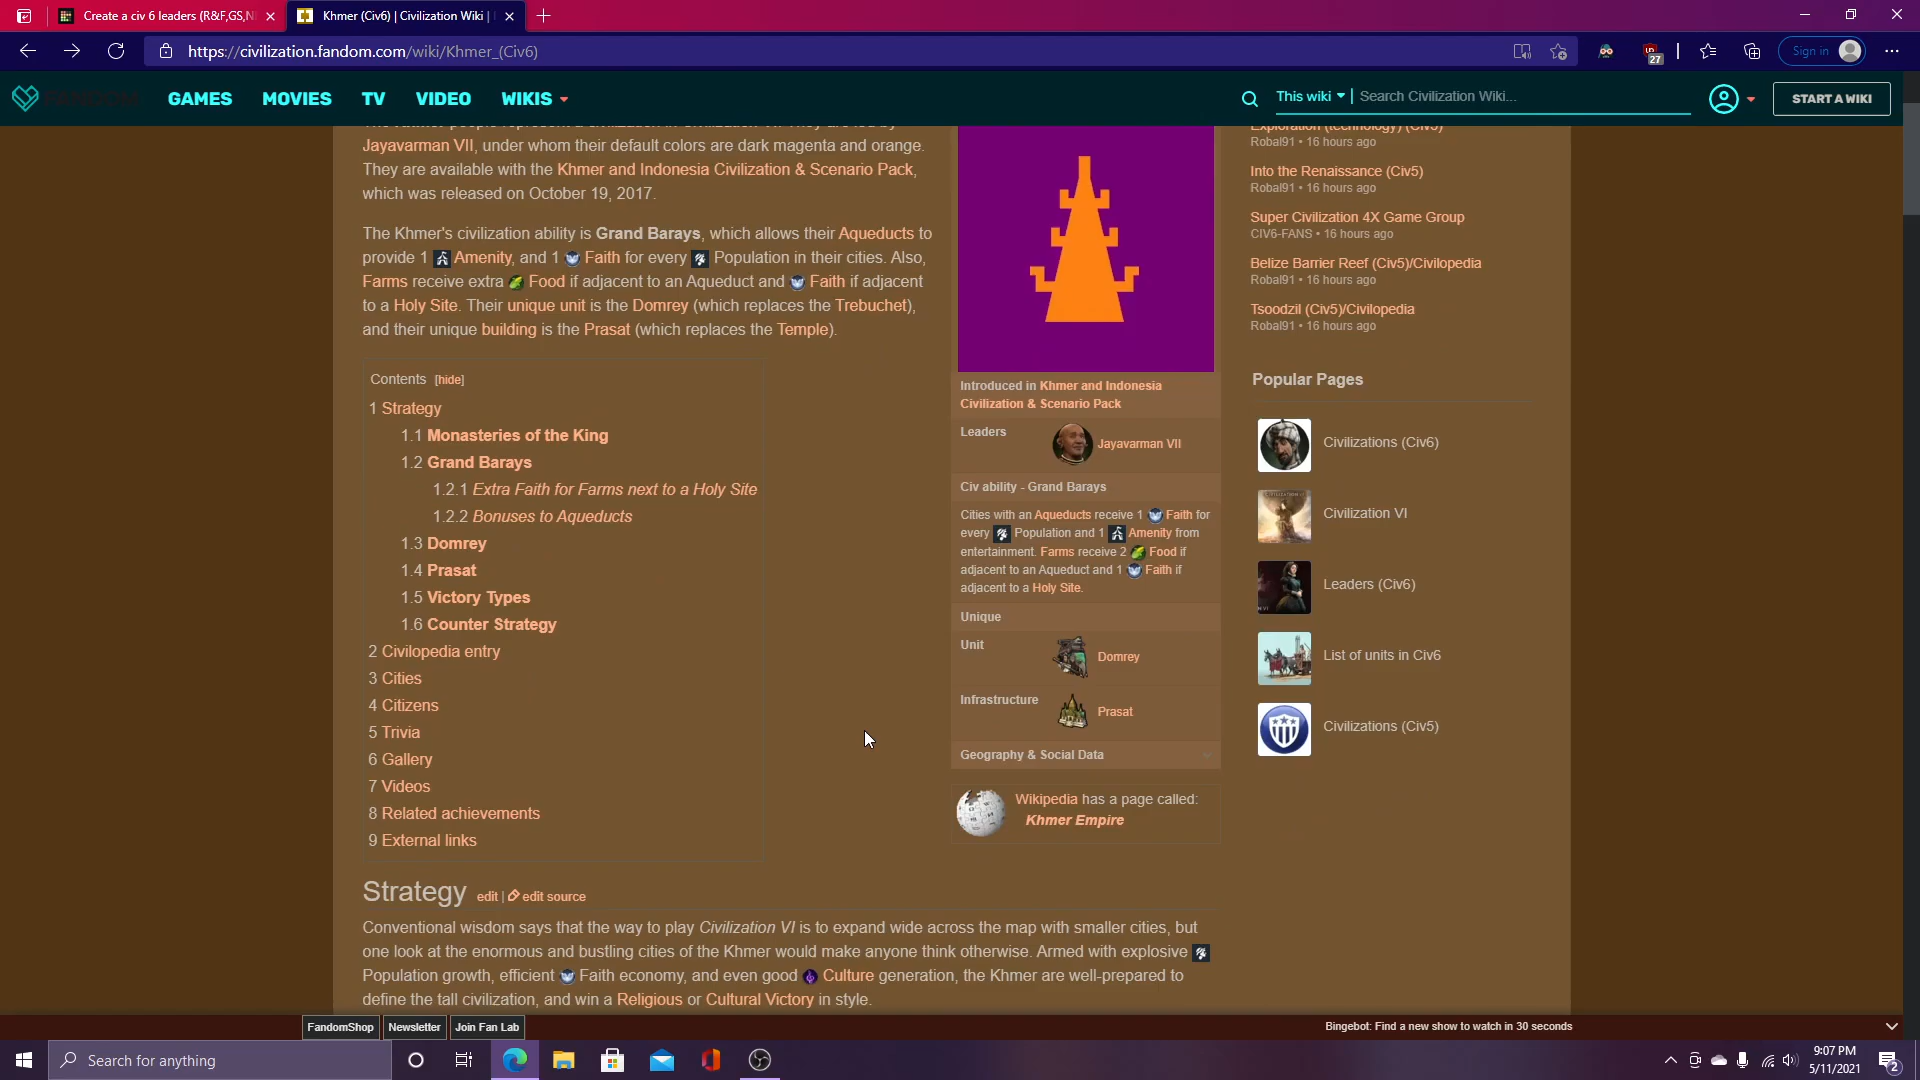 Create a civ 6 leaders (R&F,GS,N
Khmer (Civ6) | Civilization Wiki |
https://civilization.fandom.com/wiki/Khmer_(Civ6)
27
Sign in
GAMES
MOVIES
TV
VIDEO
WIKIS
This wiki
Search Civilization Wiki...
START A WIKI
Jayavarman VII, under whom their default colors are dark magenta and orange.
They are available with the Khmer and Indonesia Civilization & Scenario Pack,
which was released on October 19, 2017.
The Khmer's civilization ability is Grand Barays, which allows their Aqueducts to
provide 1 Amenity, and 1 Faith for every Population in their cities. Also,
Farms receive extra Food if adjacent to an Aqueduct and Faith if adjacent
to a Holy Site. Their unique unit is the Domrey (which replaces the Trebuchet),
and their unique building is the Prasat (which replaces the Temple).
Contents [hide]
1 Strategy
1.1 Monasteries of the King
1.2 Grand Barays
1.2.1 Extra Faith for Farms next to a Holy Site
1.2.2 Bonuses to Aqueducts
1.3 Domrey
1.4 Prasat
1.5 Victory Types
1.6 Counter Strategy
2 Civilopedia entry
3 Cities
4 Citizens
5 Trivia
6 Gallery
7 Videos
8 Related achievements
9 External links
Introduced in Khmer and Indonesia
Civilization & Scenario Pack
Leaders
Jayavarman VII
Civ ability - Grand Barays
Cities with an Aqueducts receive 1 Faith for
every Population and 1 Amenity from
entertainment. Farms receive 2 Food if
adjacent to an Aqueduct and 1 Faith if
adjacent to a Holy Site.
Unique
Unit
Domrey
Infrastructure
Prasat
Geography & Social Data
Wikipedia has a page called:
Khmer Empire
Exploration (technology) (Civ5)
Robal91 • 16 hours ago
Into the Renaissance (Civ5)
Robal91 • 16 hours ago
Super Civilization 4X Game Group
CIV6-FANS • 16 hours ago
Belize Barrier Reef (Civ5)/Civilopedia
Robal91 • 16 hours ago
Tsoodzil (Civ5)/Civilopedia
Robal91 • 16 hours ago
Popular Pages
Civilizations (Civ6)
Civilization VI
Leaders (Civ6)
List of units in Civ6
Civilizations (Civ5)
Strategy edit | edit source
Conventional wisdom says that the way to play Civilization VI is to expand wide across the map with smaller cities, but
one look at the enormous and bustling cities of the Khmer would make anyone think otherwise. Armed with explosive
Population growth, efficient Faith economy, and even good Culture generation, the Khmer are well-prepared to
define the tall civilization, and win a Religious or Cultural Victory in style.
FandomShop
Newsletter
Join Fan Lab
Bingebot: Find a new show to watch in 30 seconds
Search for anything
9:07 PM
5/11/2021
2